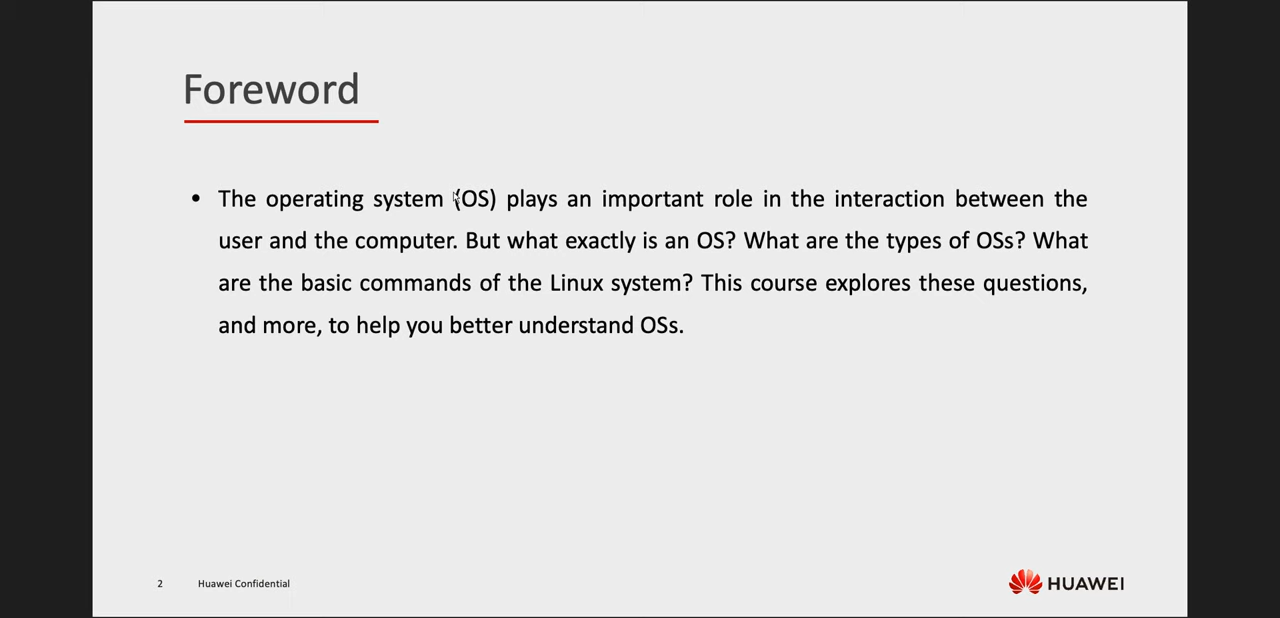 Foreword
• The operating system (OS) plays an important role in the interaction between the
user and the computer. But what exactly is an OS? What are the types of OSs? What
are the basic commands of the Linux system? This course explores these questions,
and more, to help you better understand OSs.
2 Huawei Confidential
HUAWEI